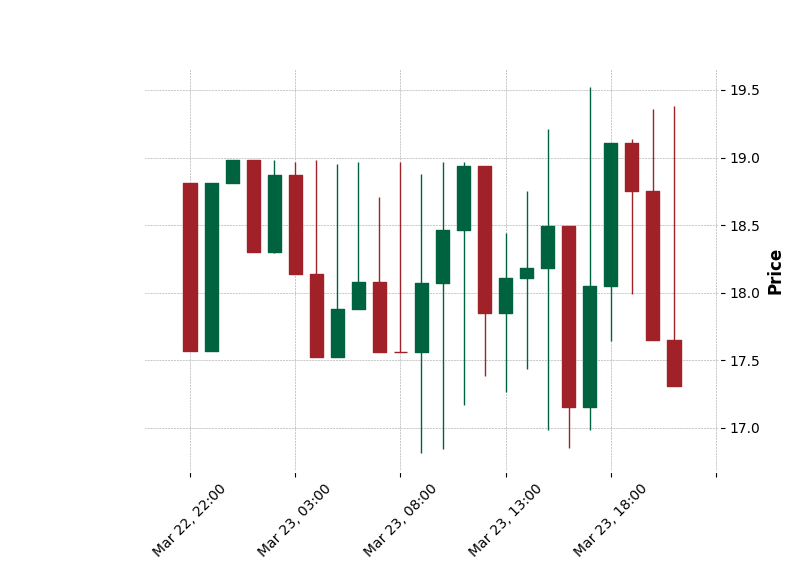 19.5
19.0
18.5
18.0
17.5
17.0
Price
Mar 22, 22:00
Mar 23, 03:00
Mar 23, 08:00
Mar 23, 13:00
Mar 23, 18:00